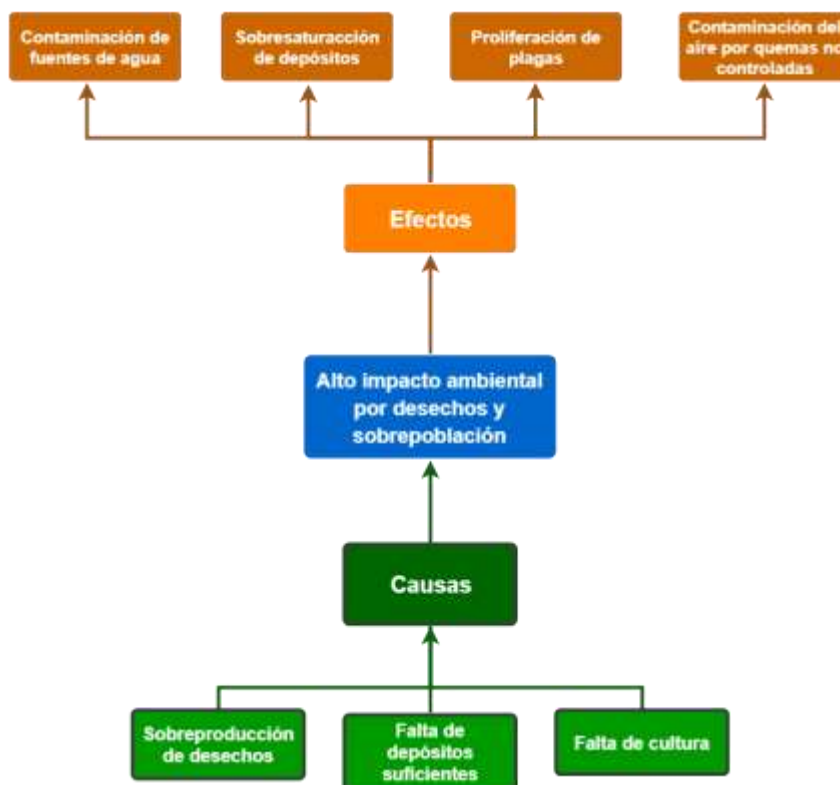 Contaminación de
fuentes de agua
Sobresaturacción
de depósitos
Proliferación de
plagas
Contaminación del
aire por quemas no
controladas
Efectos
Alto impacto ambiental
por desechos y
sobrepoblación
Causas
Sobreproducción
de desechos
Falta de
depósitos
suficientes
Falta de cultura